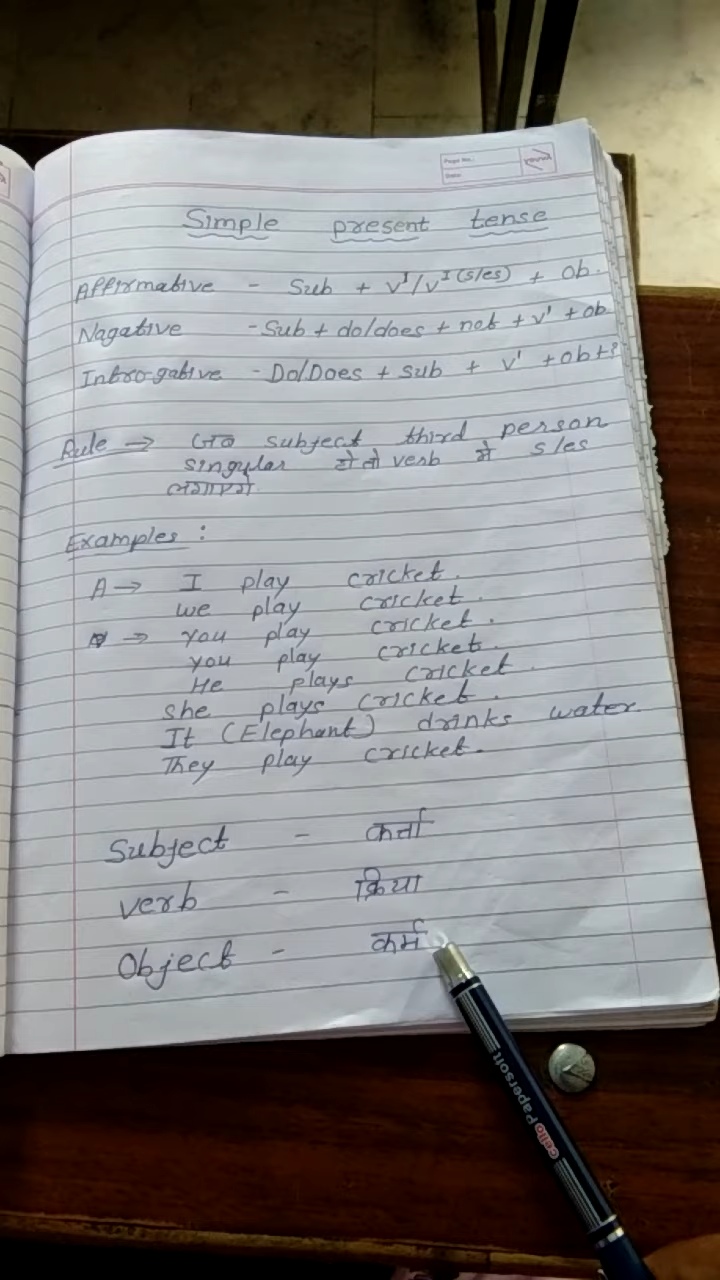 Page No.:
Date:
Simple present tense
Affirmative - Sub + V¹/V¹(s/es) + Ob.
Nagative - Sub + do/does + not + V¹ + ob
Introgative - Do/Does + sub + V¹ + ob+?
Rule → जब subject third person
singular हो तो verb मे s/es
लगाएगे.
Examples :
A → I play cricket.
we play cricket.
→ you play cricket.
you play cricket.
He plays cricket.
she plays cricket.
It (Elephant) drinks water
They play cricket.
Subject - कर्त्ता
verb - क्रिया
Object - कर्म
cello Papersoft